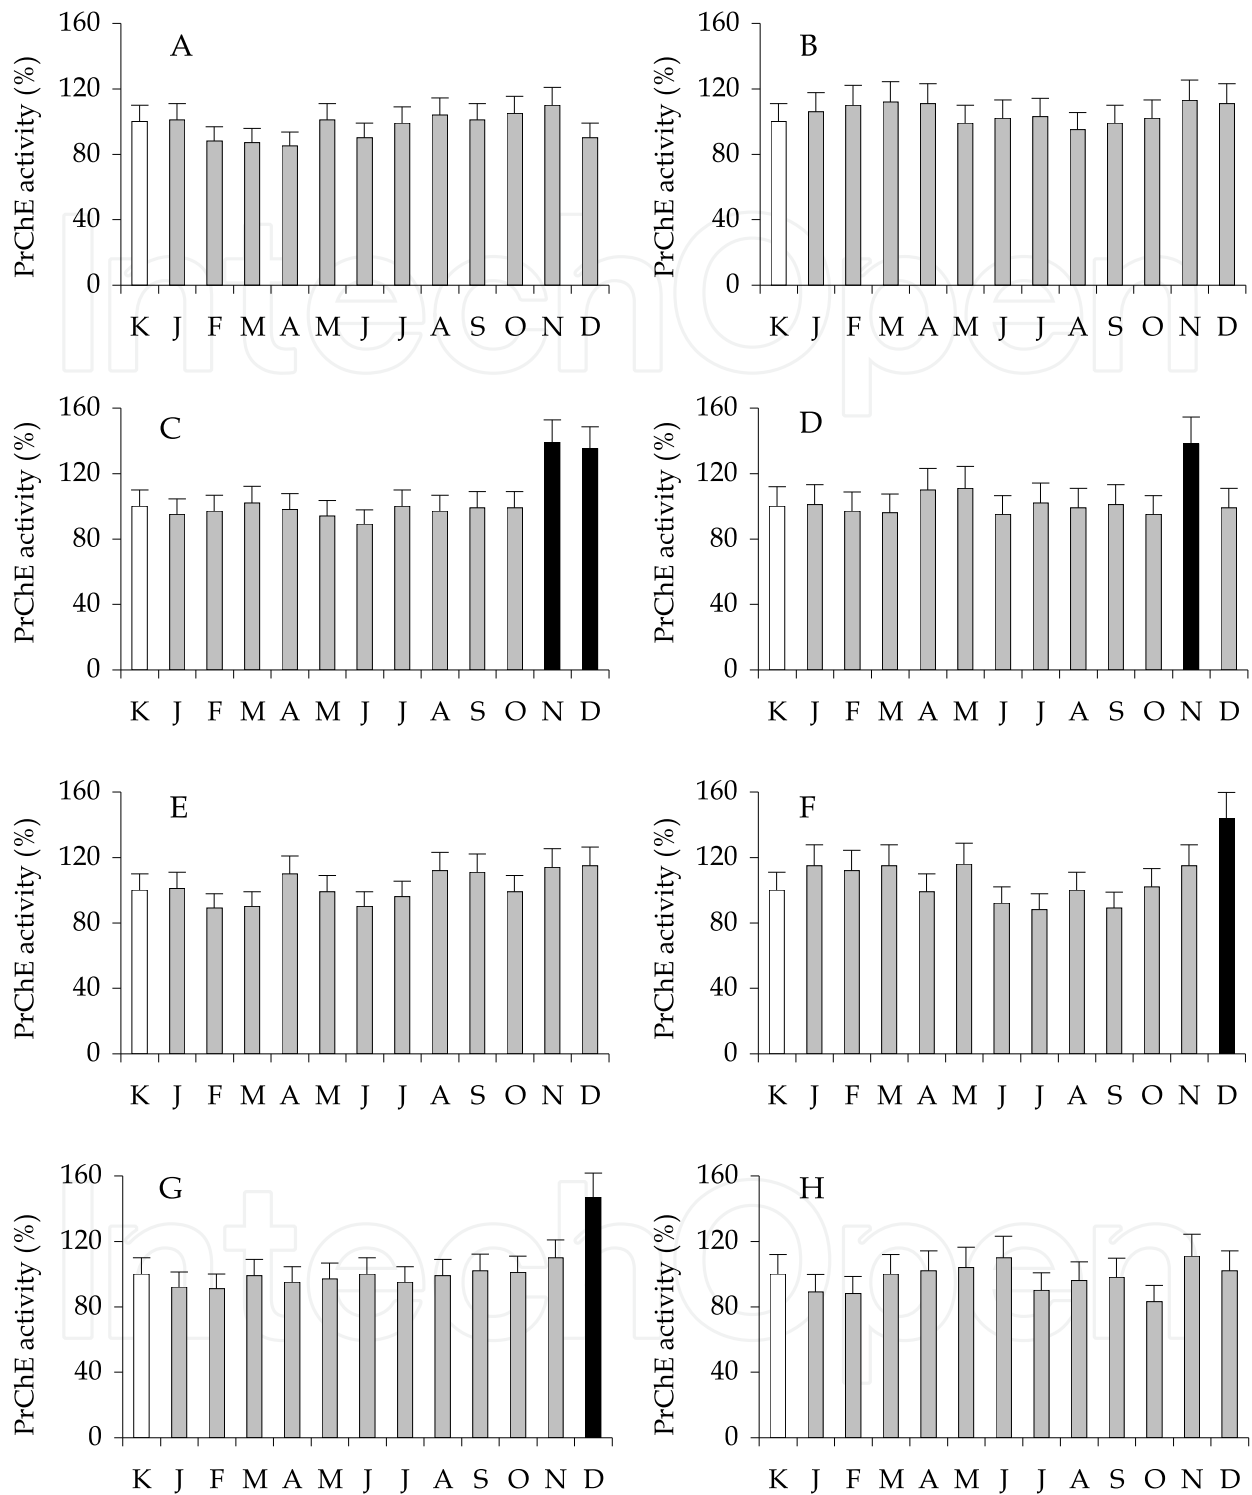 160 A 160 B
120 120
80 80
40 40
0 0
PrChE activity (%) PrChE activity (%)
K J F M A M J J A S O N D K J F M A M J J A S O N D
160 C 160 D
120 120
80 80
40 40
0 0
PrChE activity (%) PrChE activity (%)
K J F M A M J J A S O N D K J F M A M J J A S O N D
160 E 160 F
120 120
80 80
40 40
0 0
PrChE activity (%) PrChE activity (%)
K J F M A M J J A S O N D K J F M A M J J A S O N D
160 G 160 H
120 120
80 80
40 40
0 0
PrChE activity (%) PrChE activity (%)
K J F M A M J J A S O N D K J F M A M J J A S O N D
IntechOpen
IntechOpen